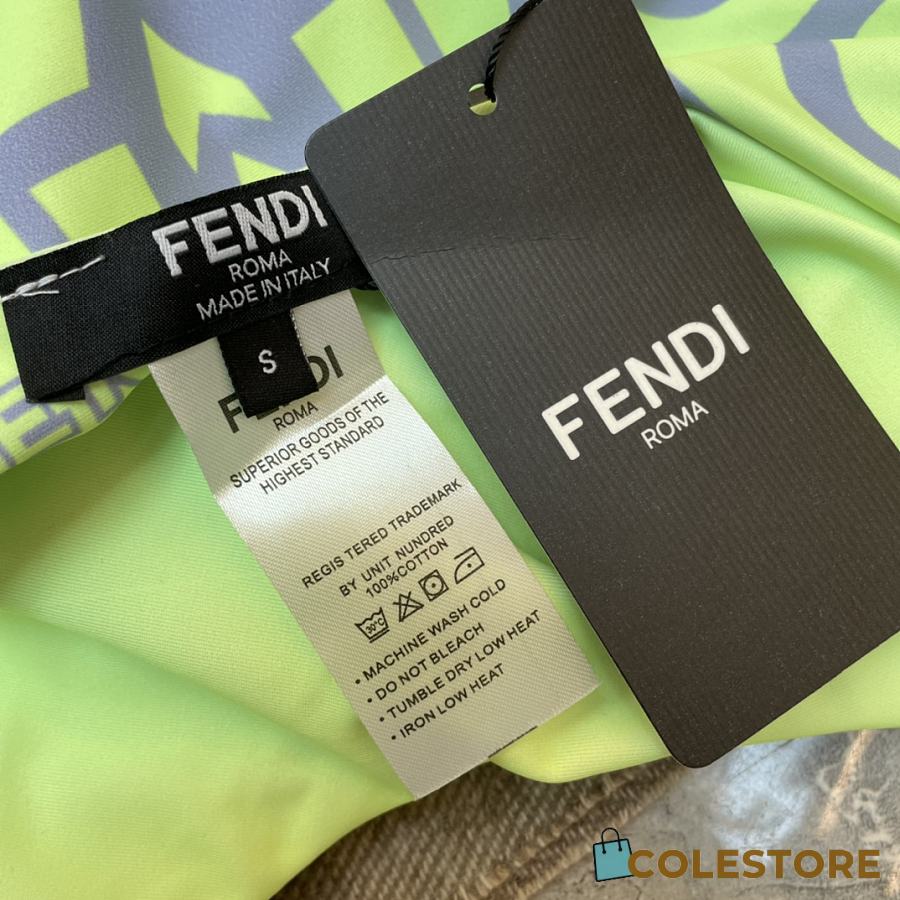 FENDI
ROMA
MADE IN ITALY
S
FENDI
ROMA
SUPERIOR GOODS OF THE
HIGHEST STANDARD
REGIS TERED TRADEMARK
BY UNIT NUNDRED
100%COTTON
30°C
• MACHINE WASH COLD
• DO NOT BLEACH
• TUMBLE DRY LOW HEAT
• IRON LOW HEAT
FENDI
ROMA
COLESTORE